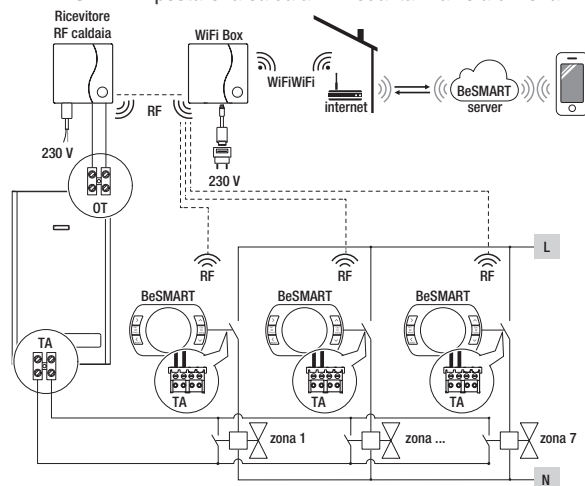 Ricevitore
RF caldaia
WiFi Box
WiFiWiFi
internet
BeSMART
server
RF
230 V
230 V
OT
L
RF
RF
RF
BeSMART
BeSMART
BeSMART
TA
TA
TA
TA
zona 1
zona ...
zona 7
N